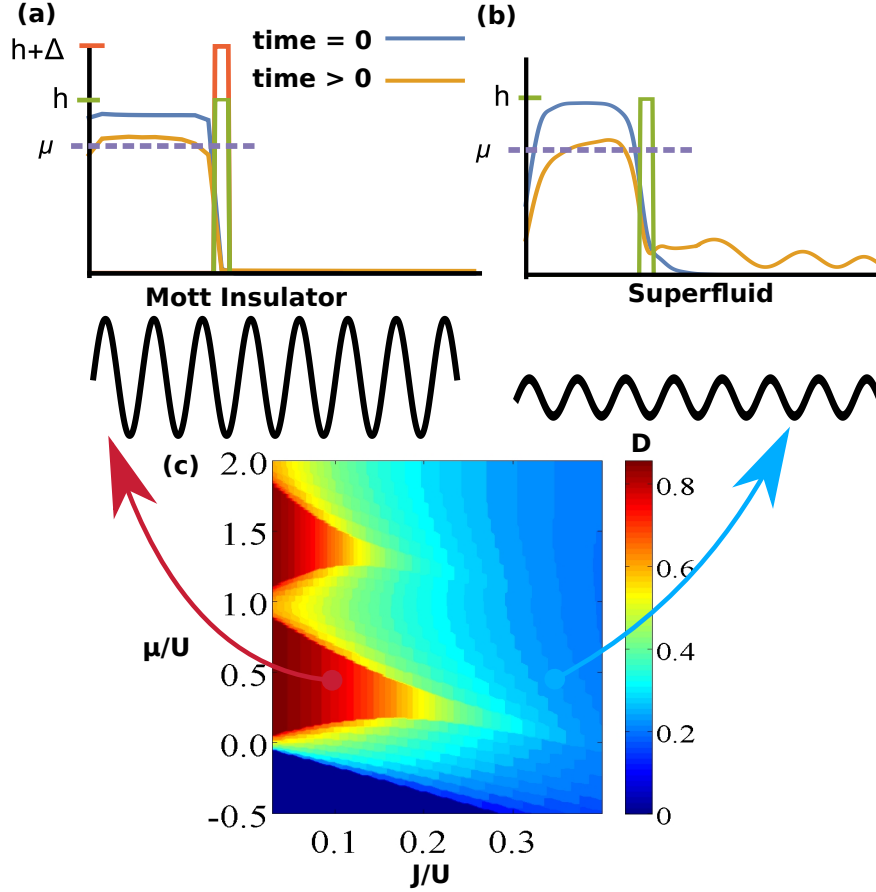 (a)
(b)
time = 0
time > 0
h+Δ
h
μ
h
μ
Mott Insulator
Superfluid
(c)
D
2.0
1.5
1.0
0.5
0.0
-0.5
μ/U
0.1
0.2
0.3
J/U
0.8
0.6
0.4
0.2
0